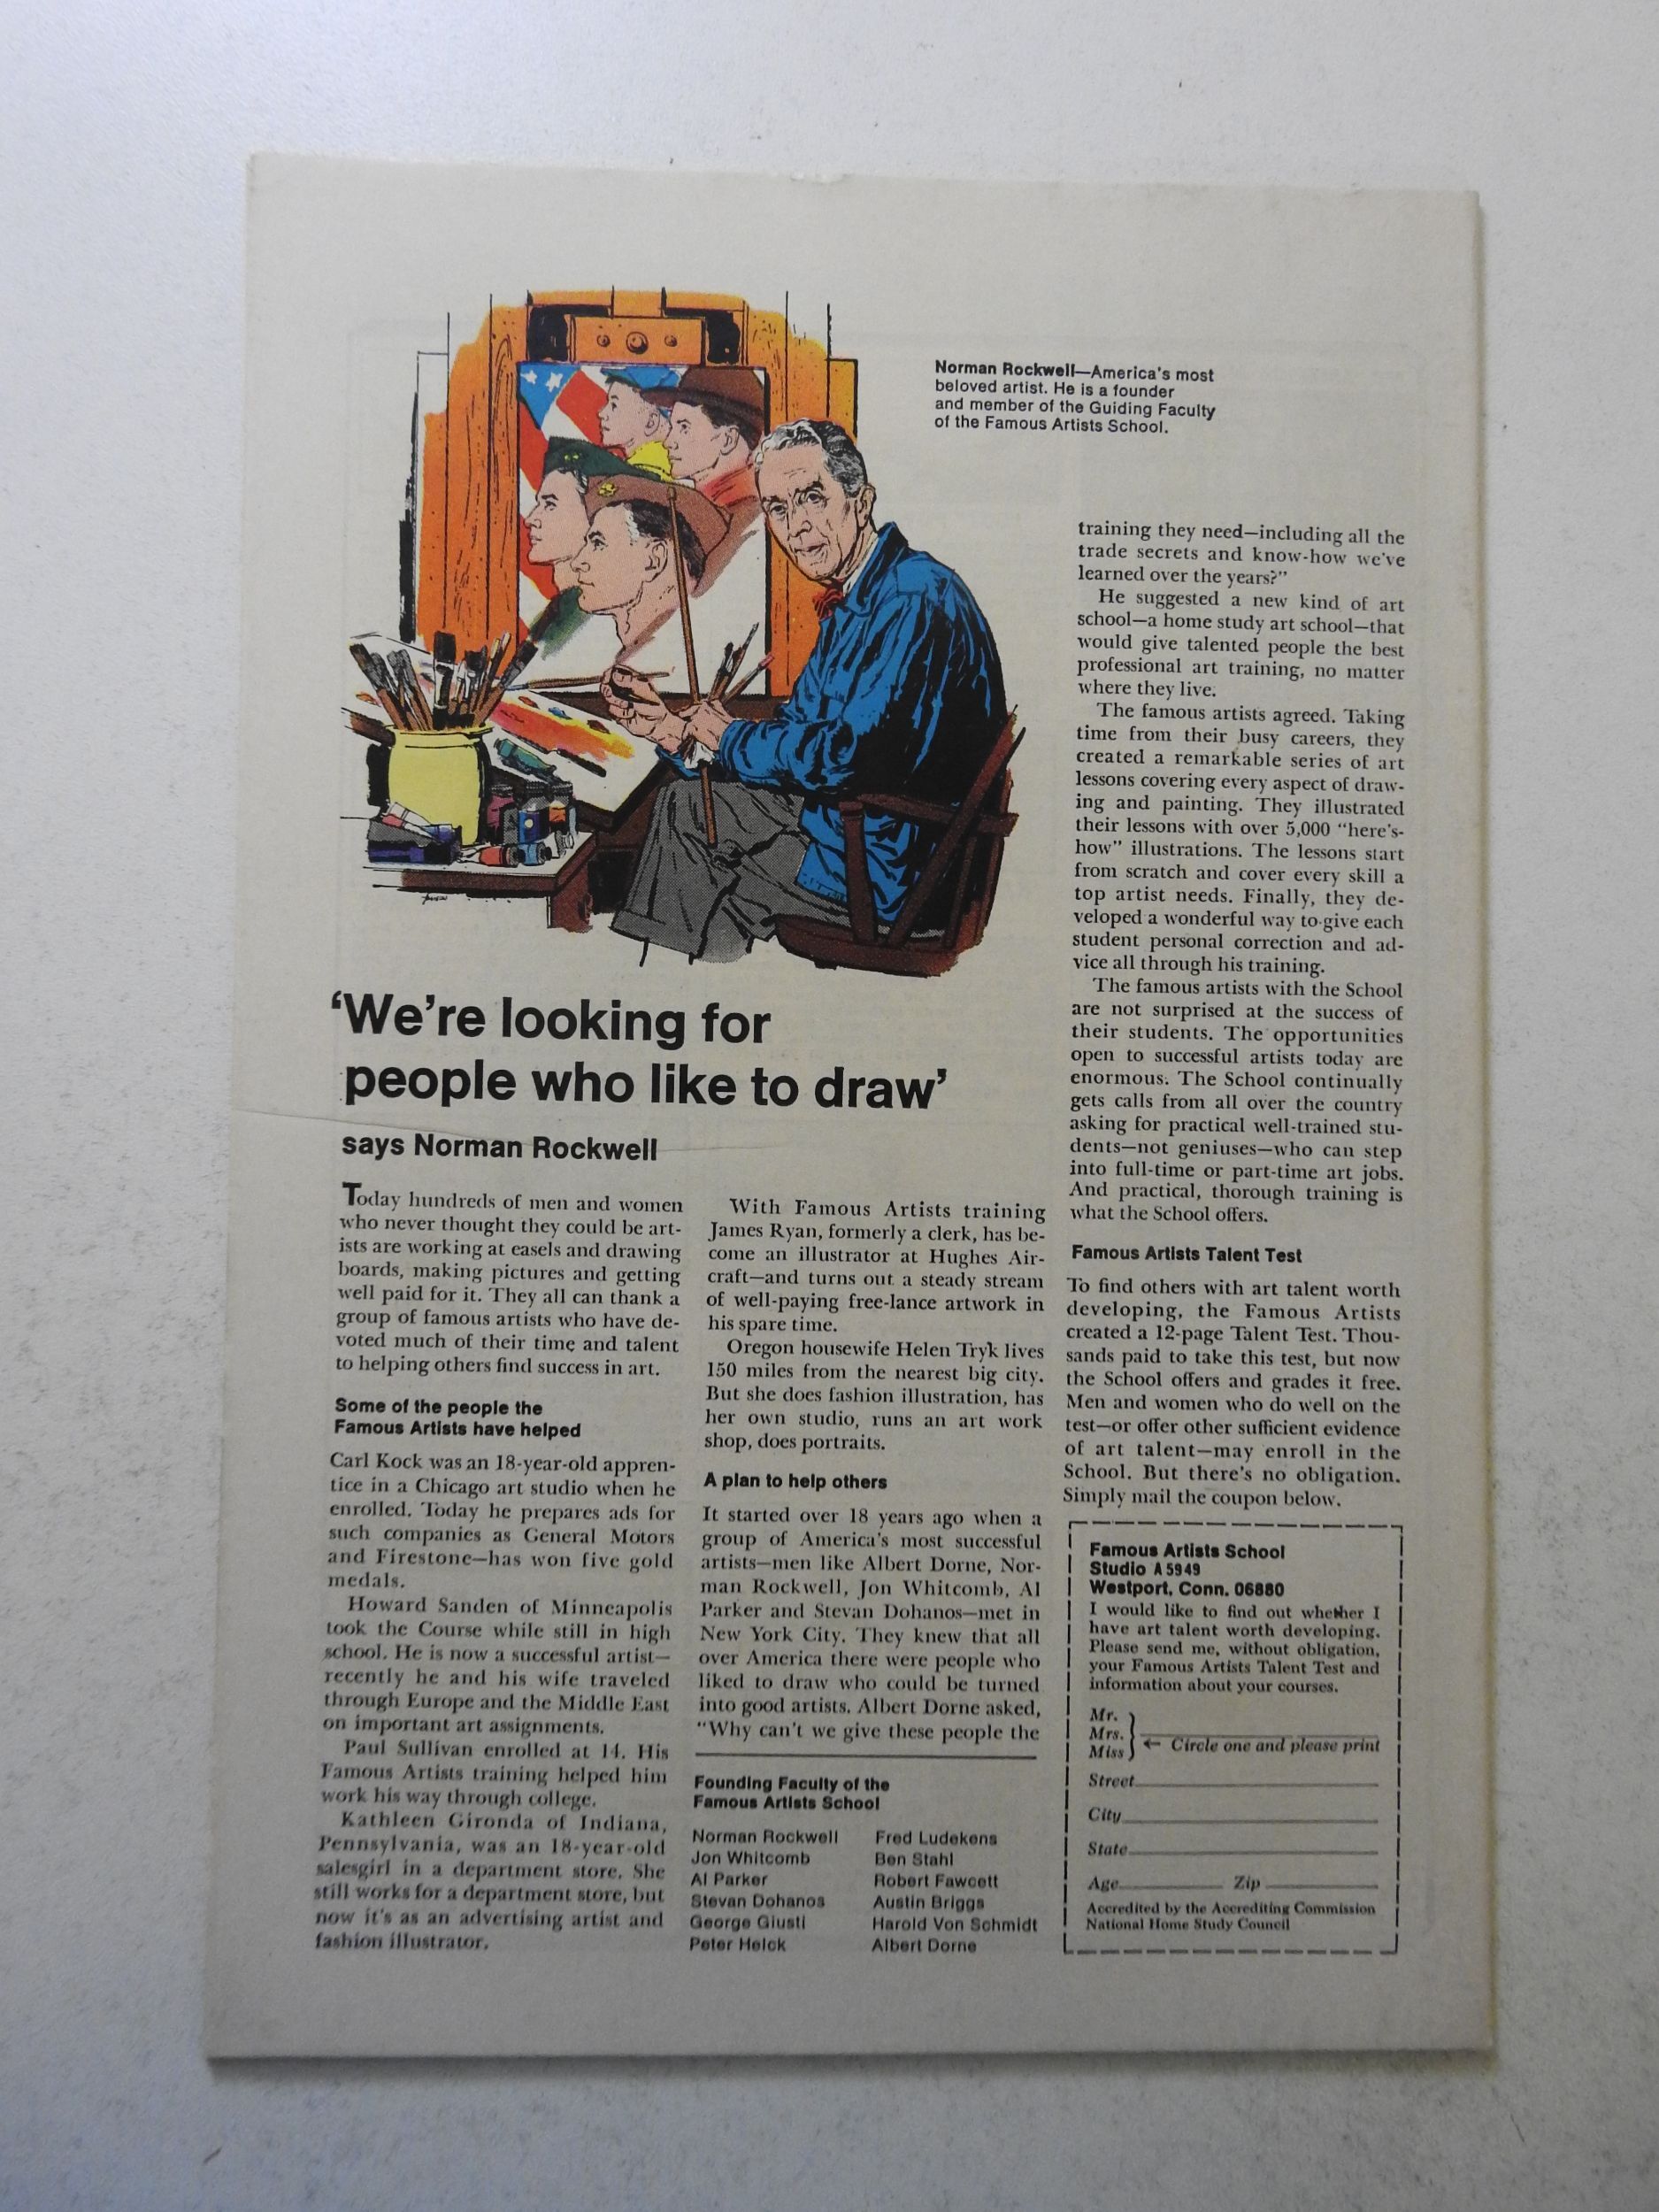 Norman Rockwell—America's most
beloved artist. He is a founder
and member of the Guiding Faculty
of the Famous Artists School.
'We're looking for
people who like to draw'
says Norman Rockwell
Today hundreds of men and women
who never thought they could be art-
ists are working at easels and drawing
boards, making pictures and getting
well paid for it. They all can thank a
group of famous artists who have de-
voted much of their time and talent
to helping others find success in art.
Some of the people the
Famous Artists have helped
Carl Kock was an 18-year-old appren-
tice in a Chicago art studio when he
enrolled. Today he prepares ads for
such companies as General Motors
and Firestone—has won five gold
medals.
Howard Sanden of Minneapolis
took the Course while still in high
school. He is now a successful artist—
recently he and his wife traveled
through Europe and the Middle East
on important art assignments.
Paul Sullivan enrolled at 14. His
Famous Artists training helped him
work his way through college.
Kathleen Gironda of Indiana,
Pennsylvania, was an 18-year-old
salesgirl in a department store. She
still works for a department store, but
now it's as an advertising artist and
fashion illustrator.
With Famous Artists training
James Ryan, formerly a clerk, has be-
come an illustrator at Hughes Air-
craft—and turns out a steady stream
of well-paying free-lance artwork in
his spare time.
Oregon housewife Helen Tryk lives
150 miles from the nearest big city.
But she does fashion illustration, has
her own studio, runs an art work
shop, does portraits.
A plan to help others
It started over 18 years ago when a
group of America's most successful
artists—men like Albert Dorne, Nor-
man Rockwell, Jon Whitcomb, Al
Parker and Stevan Dohanos—met in
New York City. They knew that all
over America there were people who
liked to draw who could be turned
into good artists. Albert Dorne asked,
"Why can't we give these people the
Founding Faculty of the
Famous Artists School
Norman Rockwell
Jon Whitcomb
Al Parker
Stevan Dohanos
George Giusti
Peter Helck
Fred Ludekens
Ben Stahl
Robert Fawcett
Austin Briggs
Harold Von Schmidt
Albert Dorne
training they need—including all the
trade secrets and know-how we've
learned over the years?"
He suggested a new kind of art
school—a home study art school—that
would give talented people the best
professional art training, no matter
where they live.
The famous artists agreed. Taking
time from their busy careers, they
created a remarkable series of art
lessons covering every aspect of draw-
ing and painting. They illustrated
their lessons with over 5,000 "here's-
how" illustrations. The lessons start
from scratch and cover every skill a
top artist needs. Finally, they de-
veloped a wonderful way to give each
student personal correction and ad-
vice all through his training.
The famous artists with the School
are not surprised at the success of
their students. The opportunities
open to successful artists today are
enormous. The School continually
gets calls from all over the country
asking for practical well-trained stu-
dents—not geniuses—who can step
into full-time or part-time art jobs.
And practical, thorough training is
what the School offers.
Famous Artists Talent Test
To find others with art talent worth
developing, the Famous Artists
created a 12-page Talent Test. Thou-
sands paid to take this test, but now
the School offers and grades it free.
Men and women who do well on the
test—or offer other sufficient evidence
of art talent—may enroll in the
School. But there's no obligation.
Simply mail the coupon below.
Famous Artists School
Studio A5949
Westport, Conn. 06880
I would like to find out whether I
have art talent worth developing.
Please send me, without obligation,
your Famous Artists Talent Test and
information about your courses.
Mr.
Mrs.
Miss
← Circle one and please print
Street
City
State
Age Zip
Accredited by the Accrediting Commission
National Home Study Council